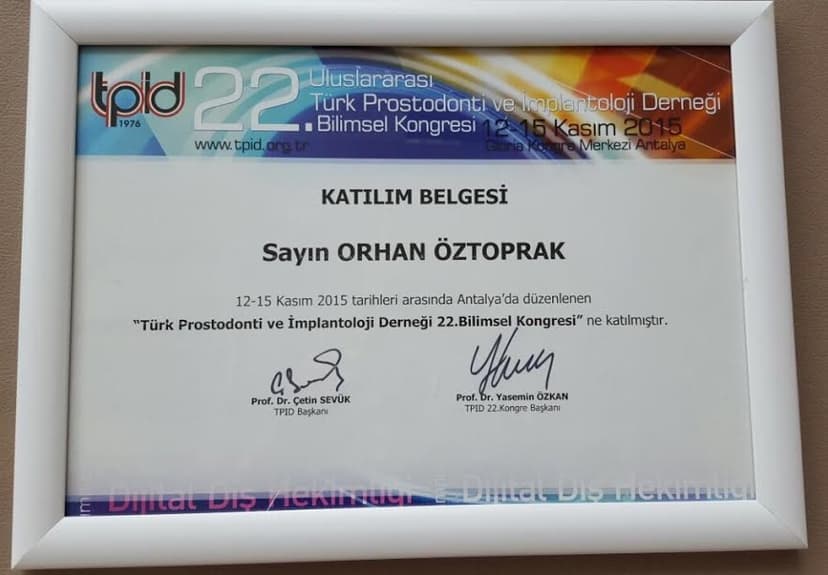 tpid
1976
22.
Uluslararası
Türk Prostodonti ve İmplantoloji Derneği
Bilimsel Kongresi 12-15 Kasım 2015
www.tpid.org.tr Gloria Kongre Merkezi Antalya
KATILIM BELGESİ
Sayın ORHAN ÖZTOPRAK
12-15 Kasım 2015 tarihleri arasında Antalya'da düzenlenen
"Türk Prostodonti ve İmplantoloji Derneği 22.Bilimsel Kongresi" ne katılmıştır.
Prof. Dr. Çetin SEVÜK
TPID Başkanı
Prof. Dr. Yasemin ÖZKAN
TPID 22.Kongre Başkanı
Dijital Diş Hekimliği Dijital Diş Hekimliği